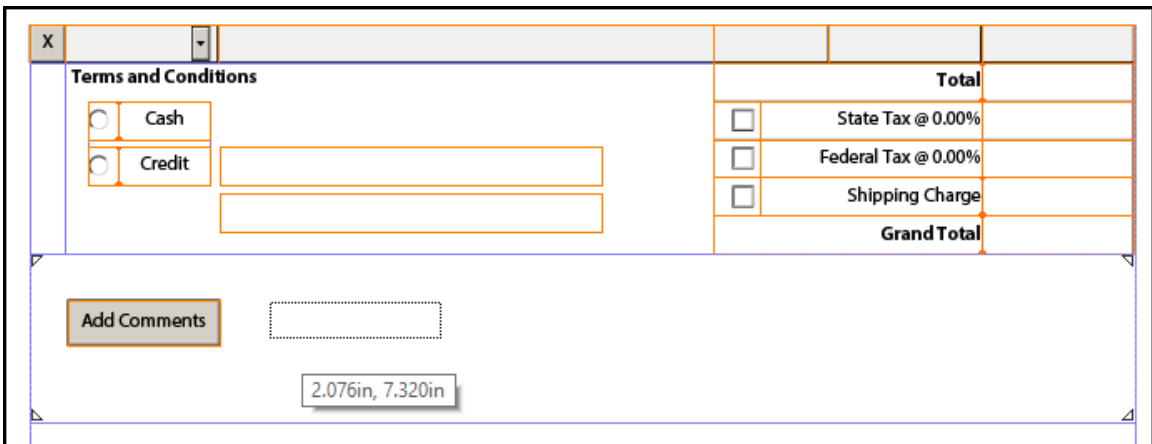 X
Terms and Conditions
Total
Cash
State Tax @ 0.00%
Credit
Federal Tax @ 0.00%
Shipping Charge
Grand Total
Add Comments
2.076in, 7.320in